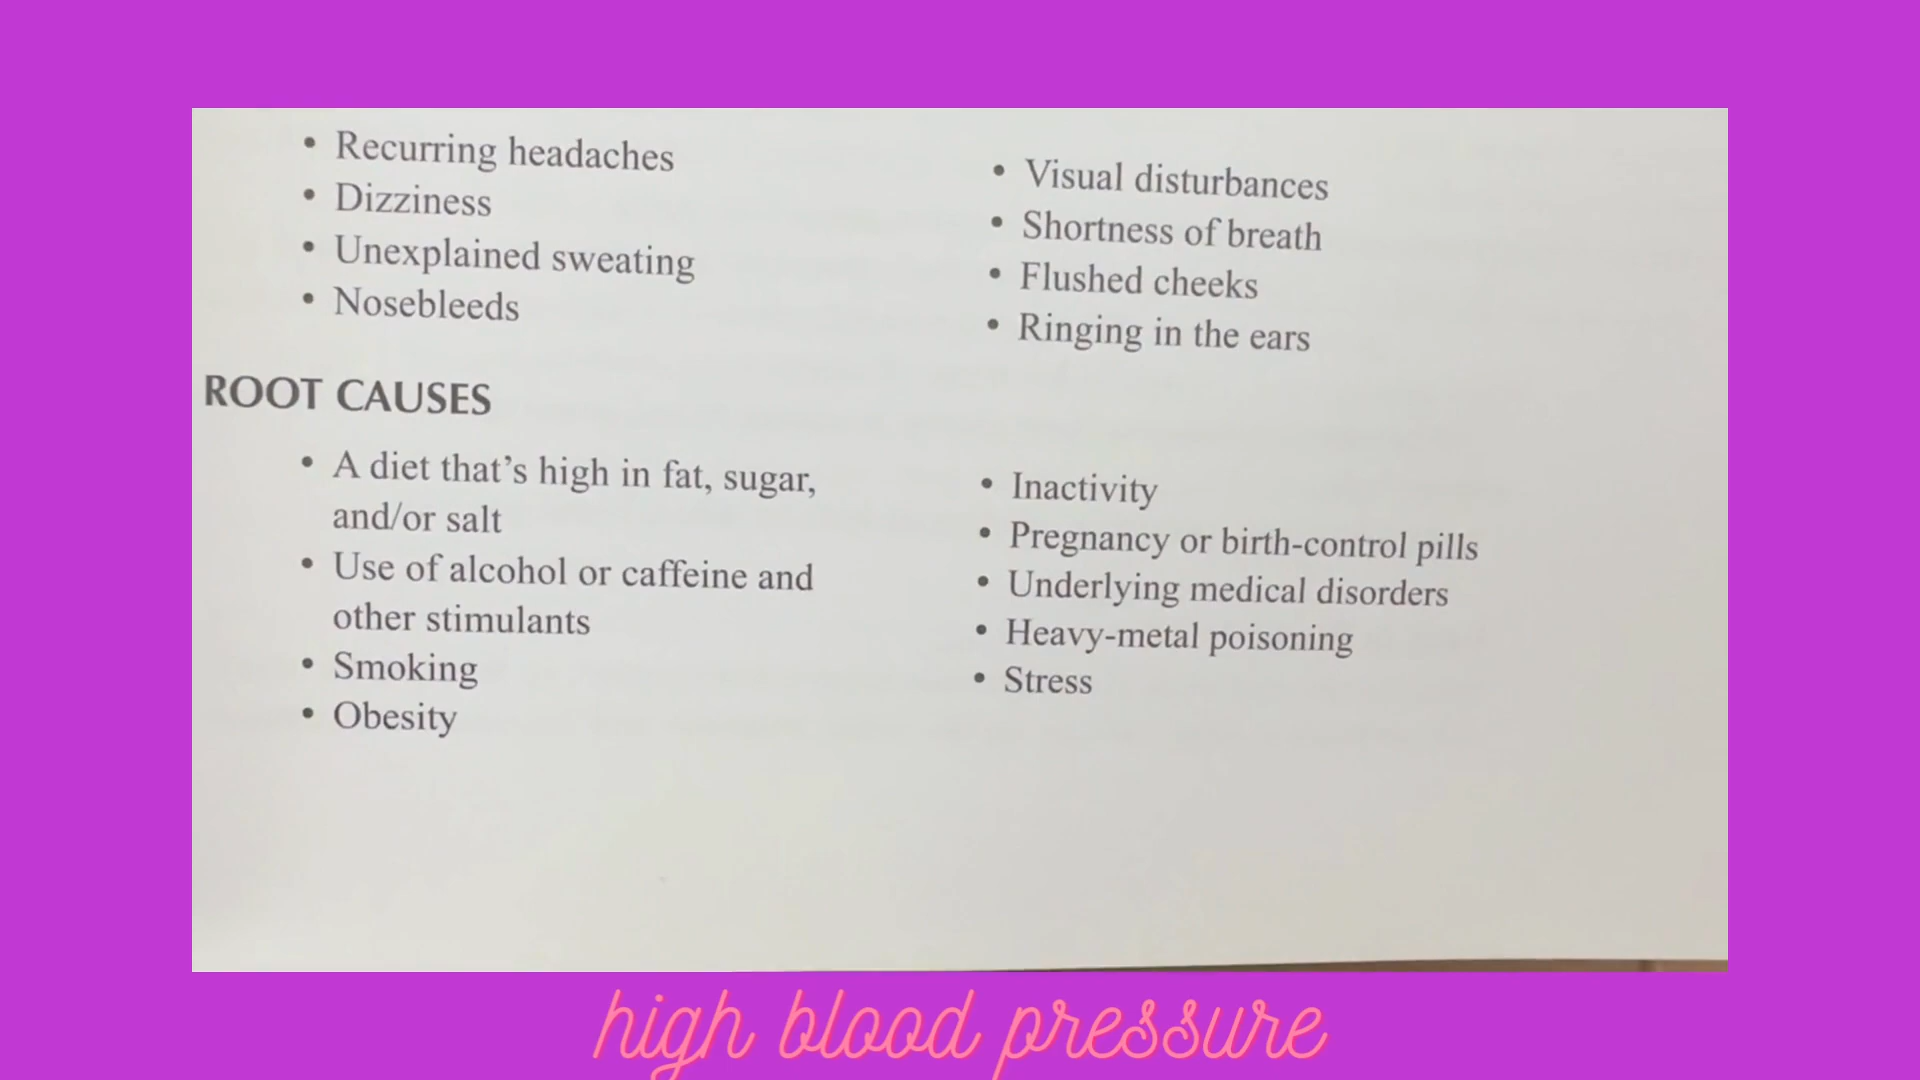 • Recurring headaches
• Dizziness
• Unexplained sweating
• Nosebleeds
• Visual disturbances
• Shortness of breath
• Flushed cheeks
• Ringing in the ears
ROOT CAUSES
• A diet that’s high in fat, sugar,
and/or salt
• Use of alcohol or caffeine and
other stimulants
• Smoking
• Obesity
• Inactivity
• Pregnancy or birth-control pills
• Underlying medical disorders
• Heavy-metal poisoning
• Stress
high blood pressure